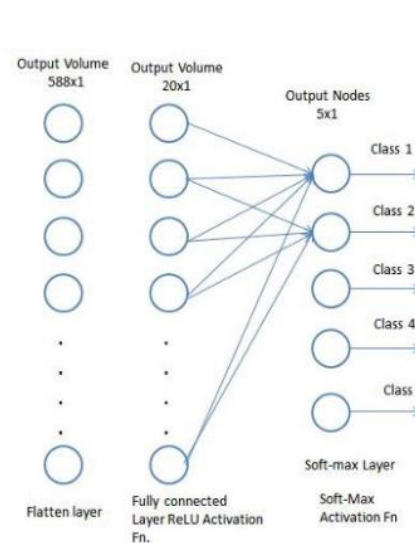 Output Volume
588x1
Output Volume
20x1
Output Nodes
5x1
Class 1
Class 2
Class 3
Class 4
Class
Soft-max Layer
Flatten layer
Fully connected
Layer ReLU Activation
Fn.
Soft-Max
Activation Fn